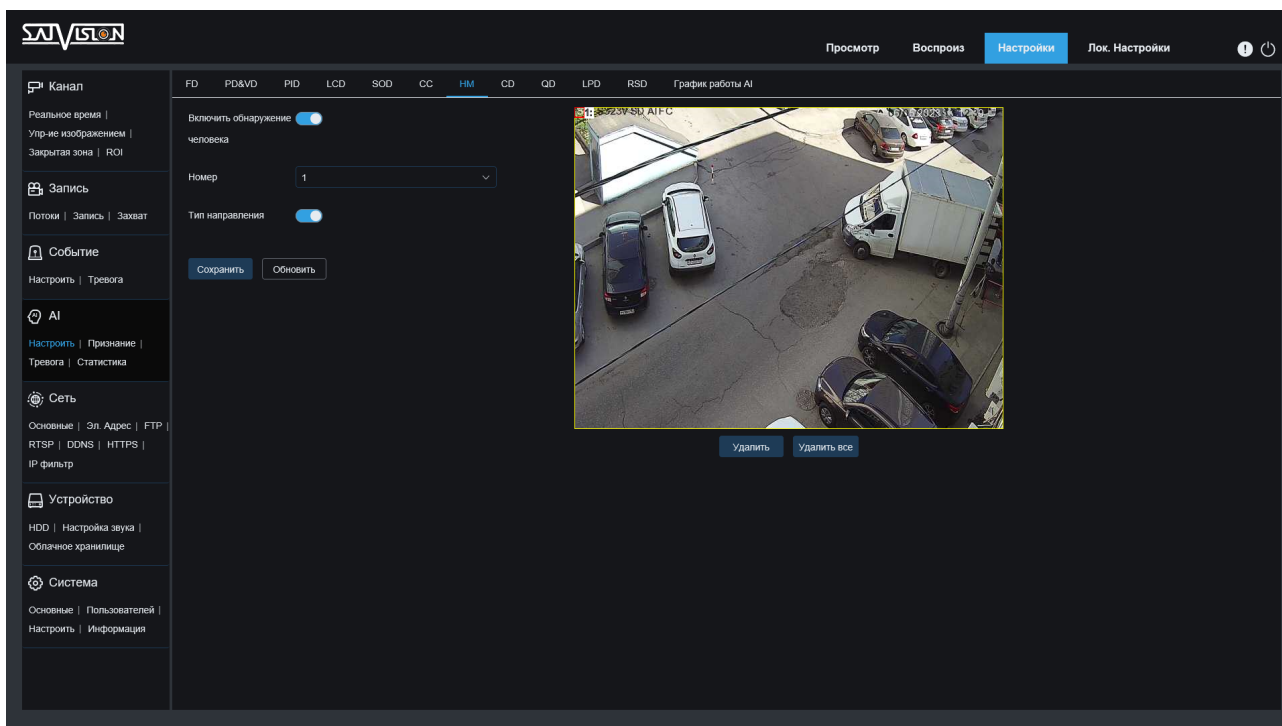 SATVISION
Просмотр Воспроиз Настройки Лок. Настройки
Канал
Реальное время |
Упр-ие изображением |
Закрытая зона | ROI
Запись
Потоки | Запись | Захват
Событие
Настроить | Тревога
AI
Настроить | Признание |
Тревога | Статистика
Сеть
Основные | Эл. Адрес | FTP |
RTSP | DDNS | HTTPS |
IP фильтр
Устройство
HDD | Настройка звука |
Облачное хранилище
Система
Основные | Пользователей |
Настроить | Информация
FD PD&VD PID LCD SOD CC HM CD QD LPD RSD График работы AI
Включить обнаружение
человека
Номер 1
Тип направления
Сохранить Обновить
Удалить Удалить все